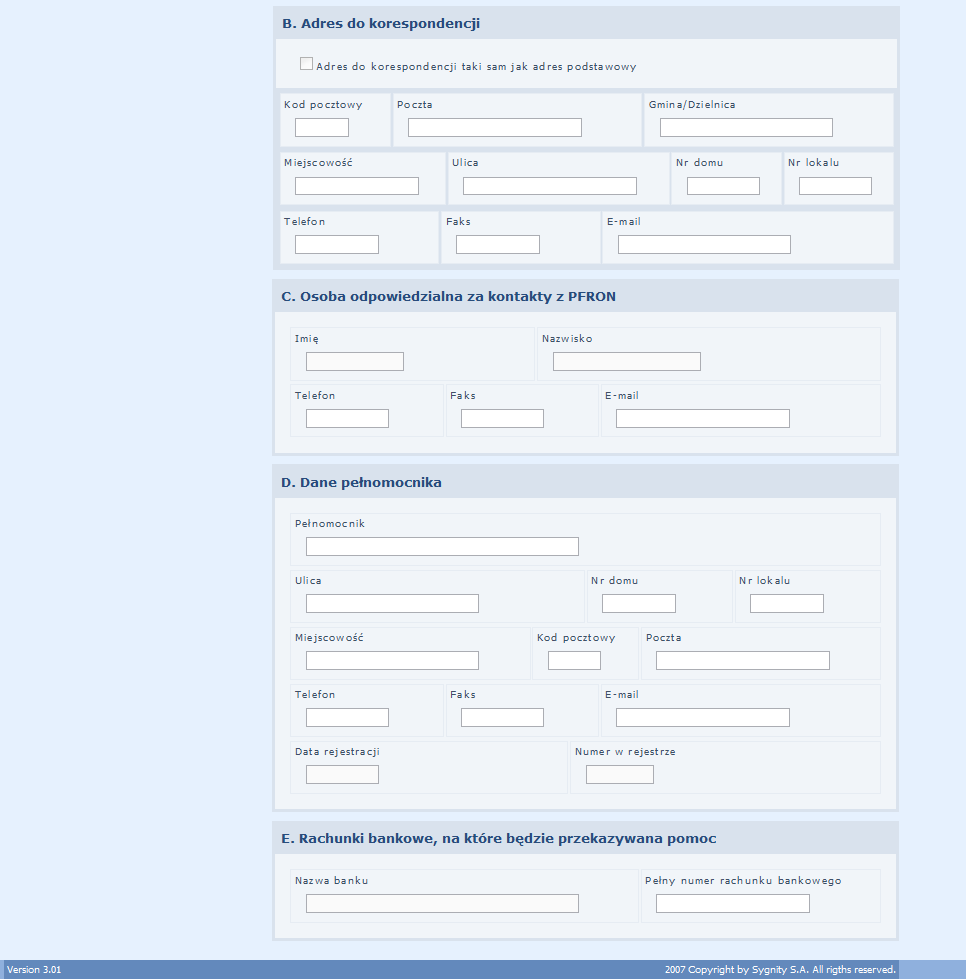 B. Adres do korespondencji
Adres do korespondencji taki sam jak adres podstawowy
Kod pocztowy Poczta Gmina/Dzielnica
Miejscowość Ulica Nr domu Nr lokalu
Telefon Faks E-mail
C. Osoba odpowiedzialna za kontakty z PFRON
Imię Nazwisko
Telefon Faks E-mail
D. Dane pełnomocnika
Pełnomocnik
Ulica Nr domu Nr lokalu
Miejscowość Kod pocztowy Poczta
Telefon Faks E-mail
Data rejestracji Numer w rejestrze
E. Rachunki bankowe, na które będzie przekazywana pomoc
Nazwa banku Pełny numer rachunku bankowego
Version 3.01 2007 Copyright by Sygnity S.A. All rigths reserved.